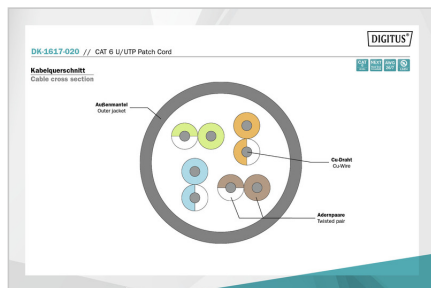 DIGITUS®
DK-1617-020 // CAT 6 U/UTP Patch Cord
Kabelquerschnitt
Cable cross section
Außenmantel
Outer jacket
Cu-Draht
Cu-Wire
Adernpaare
Twisted pair